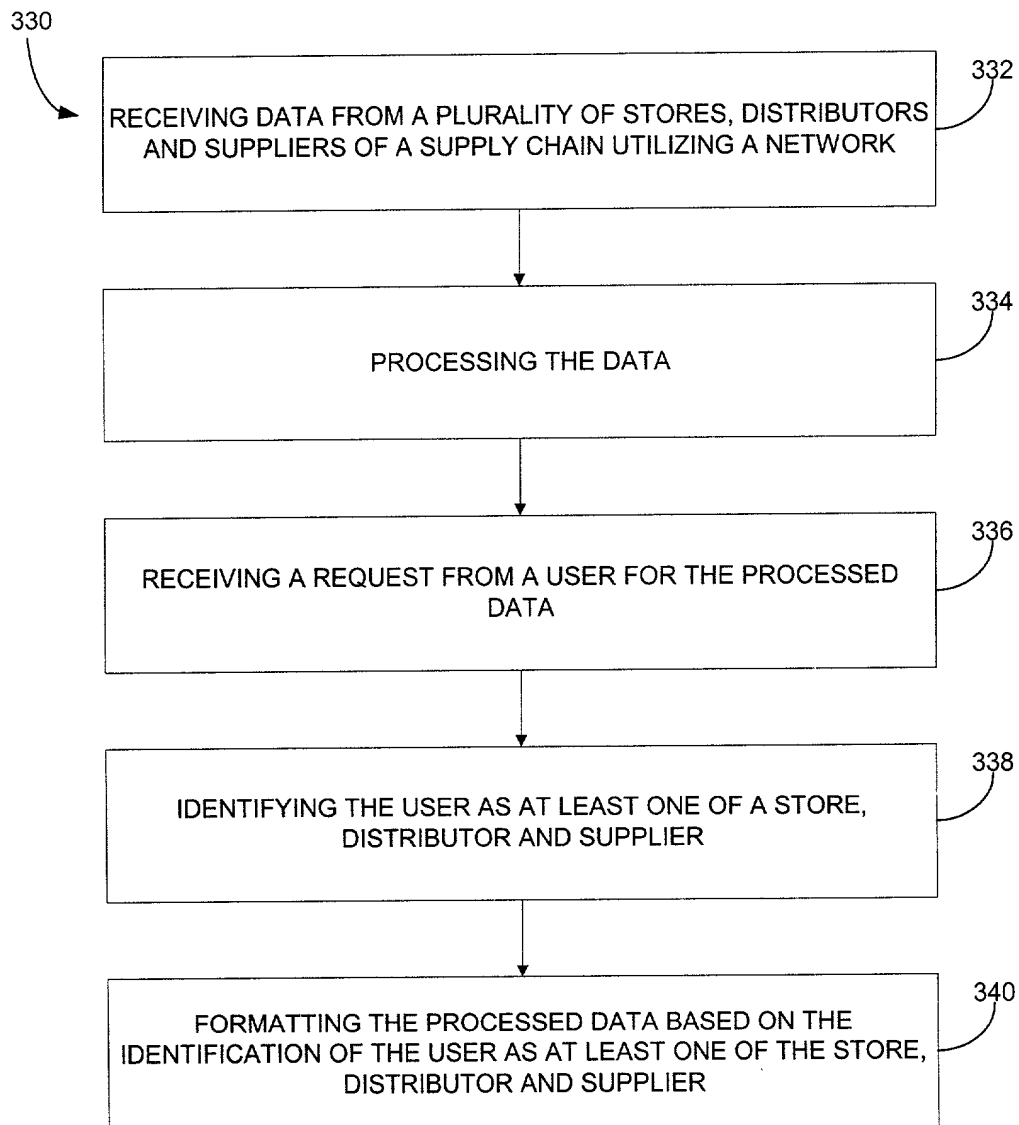 330
332
RECEIVING DATA FROM A PLURALITY OF STORES, DISTRIBUTORS
AND SUPPLIERS OF A SUPPLY CHAIN UTILIZING A NETWORK
334
PROCESSING THE DATA
336
RECEIVING A REQUEST FROM A USER FOR THE PROCESSED
DATA
338
IDENTIFYING THE USER AS AT LEAST ONE OF A STORE,
DISTRIBUTOR AND SUPPLIER
340
FORMATTING THE PROCESSED DATA BASED ON THE
IDENTIFICATION OF THE USER AS AT LEAST ONE OF THE STORE,
DISTRIBUTOR AND SUPPLIER